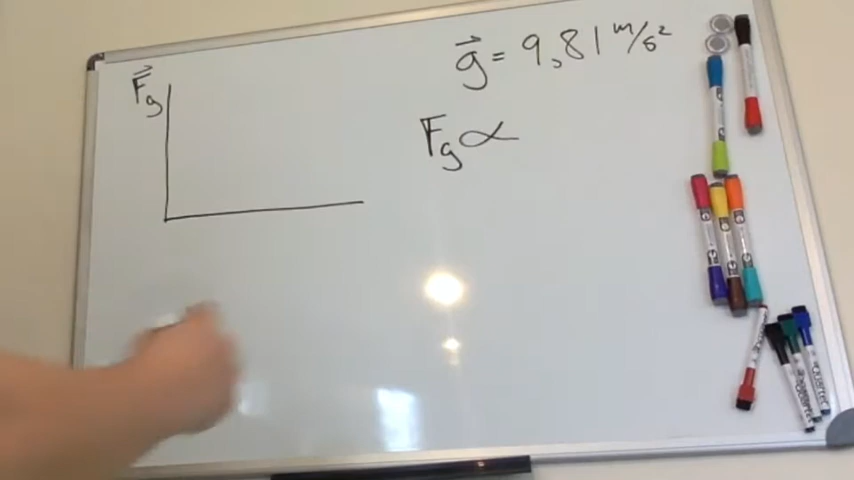 F⃗g
g⃗ = 9,81 m/s²
Fg ∝